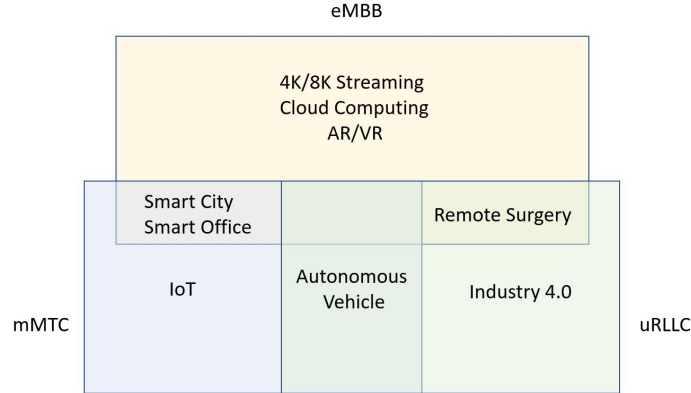 eMBB
4K/8K Streaming
Cloud Computing
AR/VR
Smart City
Smart Office
Remote Surgery
IoT
Autonomous
Vehicle
Industry 4.0
mMTC
uRLLC